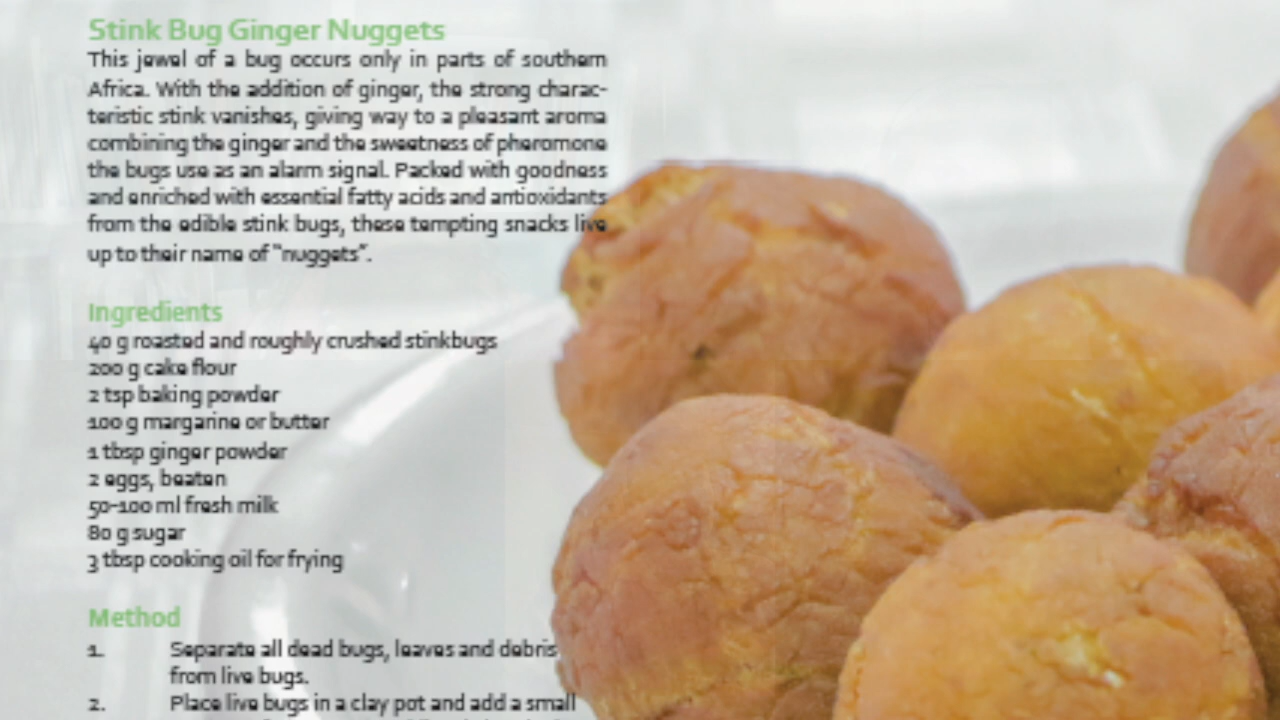 Stink Bug Ginger Nuggets
This jewel of a bug occurs only in parts of southern
Africa. With the addition of ginger, the strong charac-
teristic stink vanishes, giving way to a pleasant aroma
combining the ginger and the sweetness of pheromone
the bugs use as an alarm signal. Packed with goodness
and enriched with essential fatty acids and antioxidants
from the edible stink bugs, these tempting snacks live
up to their name of “nuggets”.
Ingredients
40 g roasted and roughly crushed stinkbugs
200 g cake flour
2 tsp baking powder
100 g margarine or butter
1 tbsp ginger powder
2 eggs, beaten
50-100 ml fresh milk
80 g sugar
3 tbsp cooking oil for frying
Method
1. Separate all dead bugs, leaves and debris
from live bugs.
2. Place live bugs in a clay pot and add a small